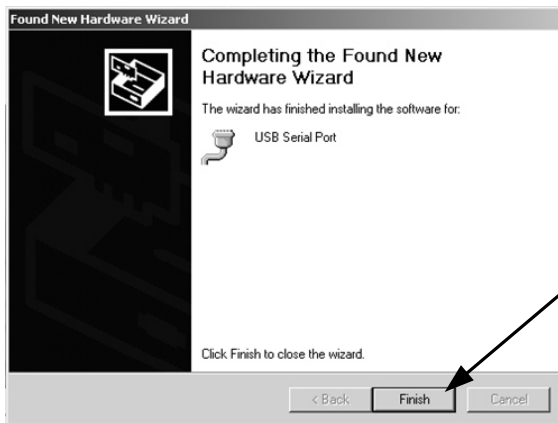 Found New Hardware Wizard
Completing the Found New
Hardware Wizard
The wizard has finished installing the software for:
USB Serial Port
Click Finish to close the wizard.
< Back
Finish
Cancel